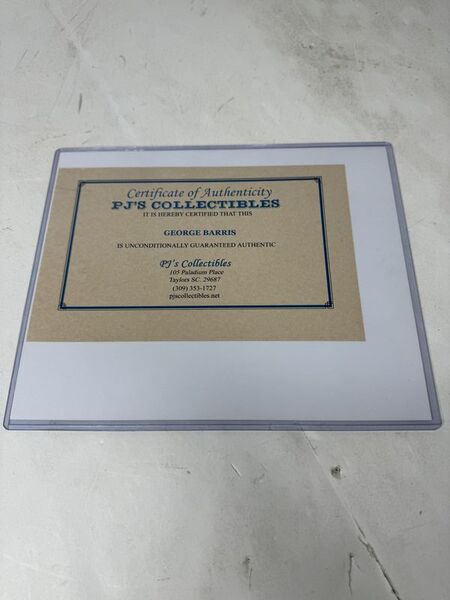 Certificate of Authenticity
PJ'S COLLECTIBLES
IT IS HEREBY CERTIFIED THAT THIS
GEORGE BARRIS
IS UNCONDITIONALLY GUARANTEED AUTHENTIC
PJ's Collectibles
105 Paladium Place
Taylors SC. 29687
(309) 353-1727
pjscollectibles.net